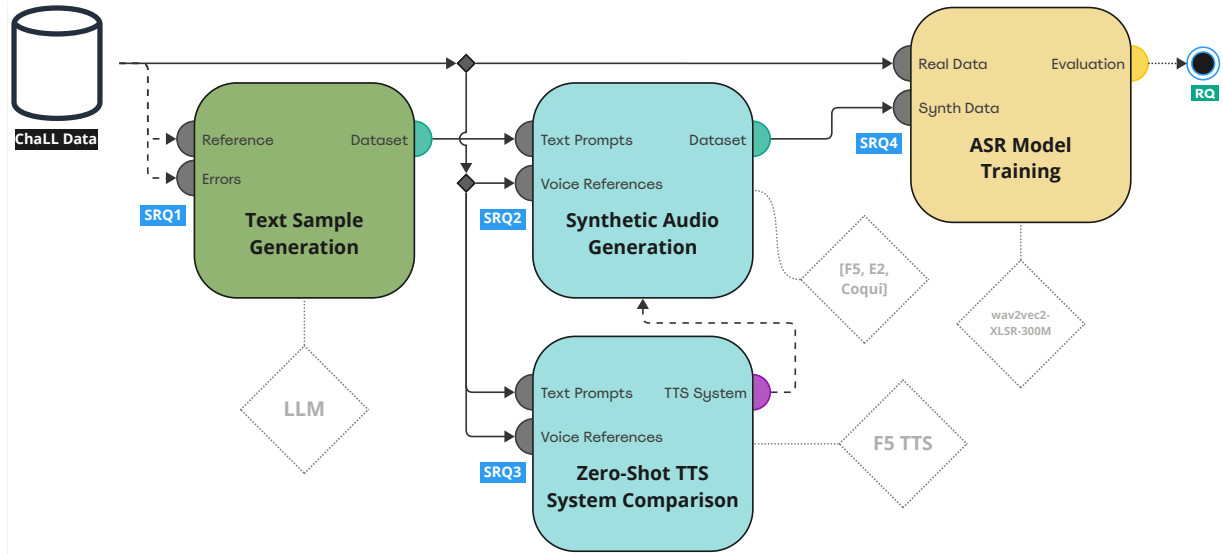 ChaLL Data
Reference
Errors
Dataset
SRQ1
Text Sample
Generation
LLM
Text Prompts
Voice References
Dataset
SRQ2
Synthetic Audio
Generation
[F5, E2,
Coqui]
Text Prompts
Voice References
TTS System
SRQ3
Zero-Shot TTS
System Comparison
F5 TTS
Real Data
Synth Data
Evaluation
SRQ4
ASR Model
Training
wav2vec2-
XLSR-300M
RQ